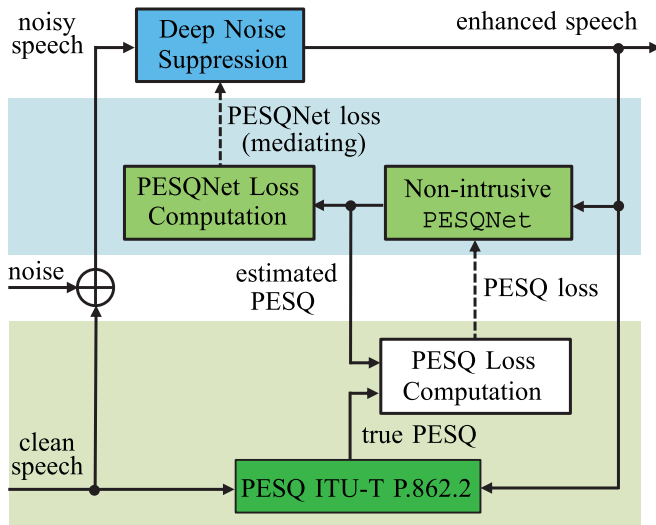 noisy
speech
Deep Noise
Suppression
enhanced speech
PESQNet loss
(mediating)
PESQNet Loss
Computation
Non-intrusive
PESQNet
noise
estimated
PESQ
PESQ loss
PESQ Loss
Computation
clean
speech
true PESQ
PESQ ITU-T P.862.2